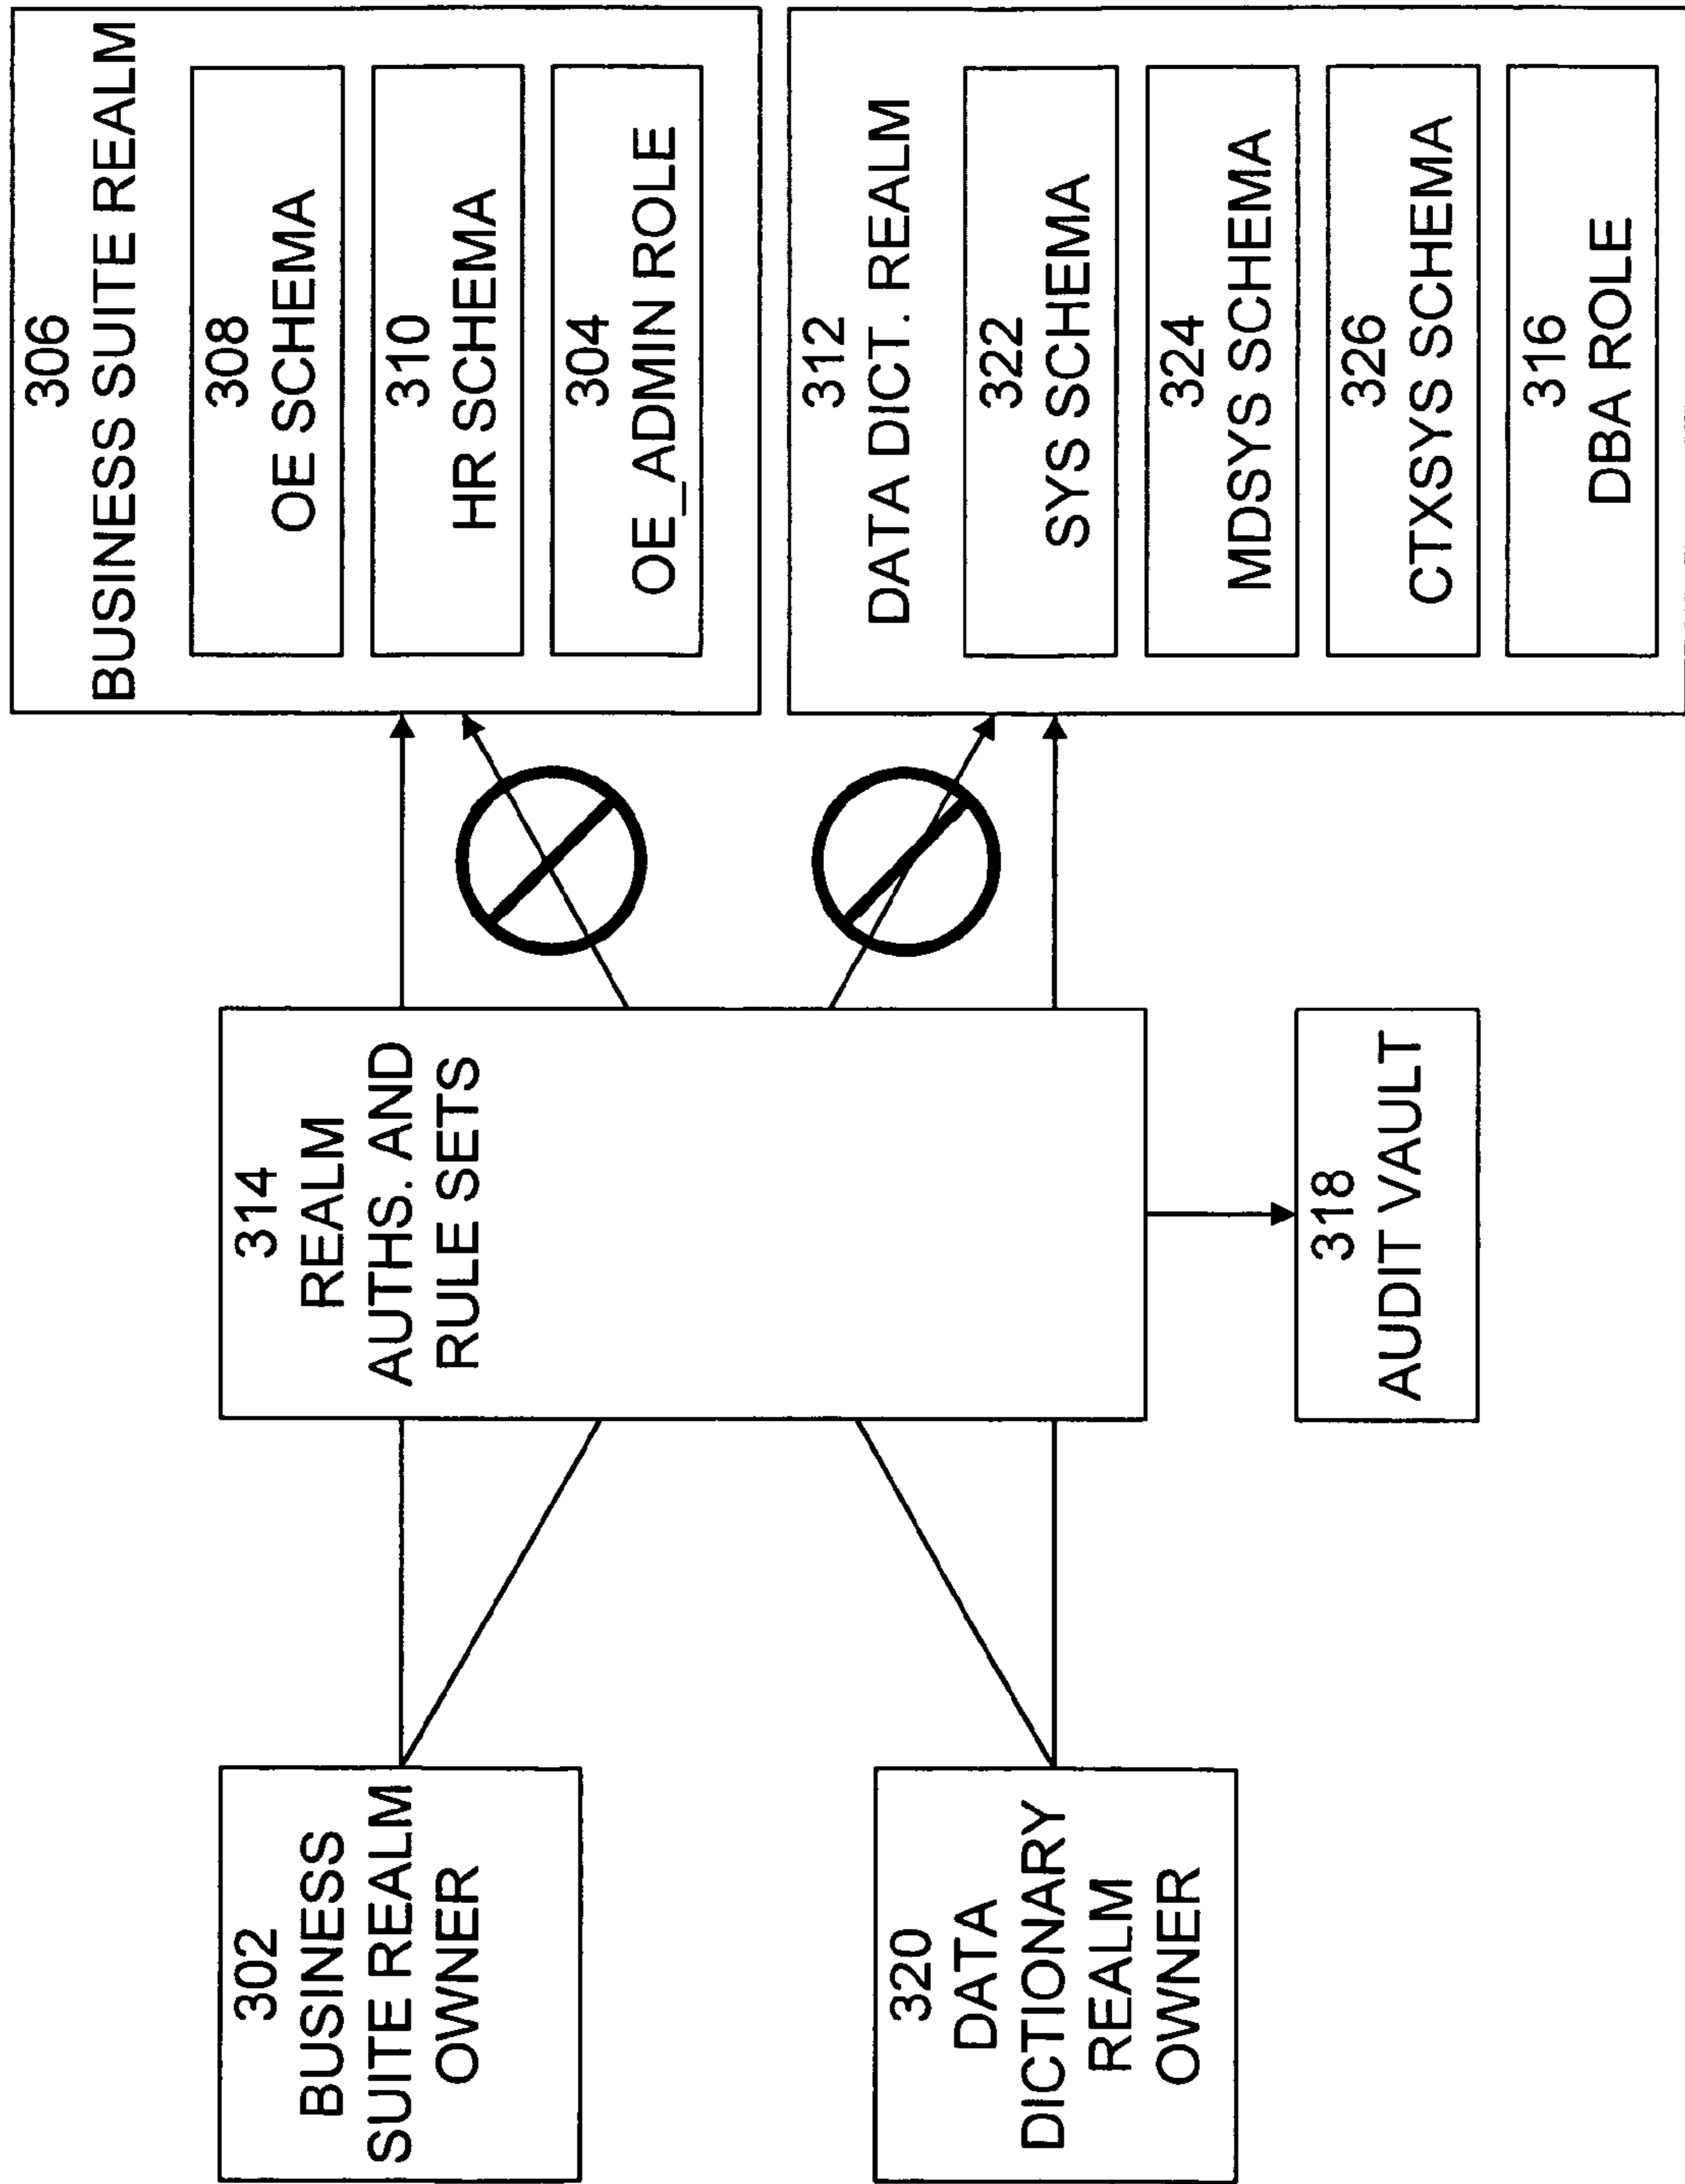 306
BUSINESS SUITE REALM
308
OE SCHEMA
310
HR SCHEMA
304
OE_ADMIN ROLE
312
DATA DICT. REALM
322
SYS SCHEMA
324
MDSYS SCHEMA
326
CTXSYS SCHEMA
316
DBA ROLE
314
REALM
AUTHS. AND
RULE SETS
318
AUDIT VAULT
302
BUSINESS
SUITE REALM
OWNER
320
DATA
DICTIONARY
REALM
OWNER